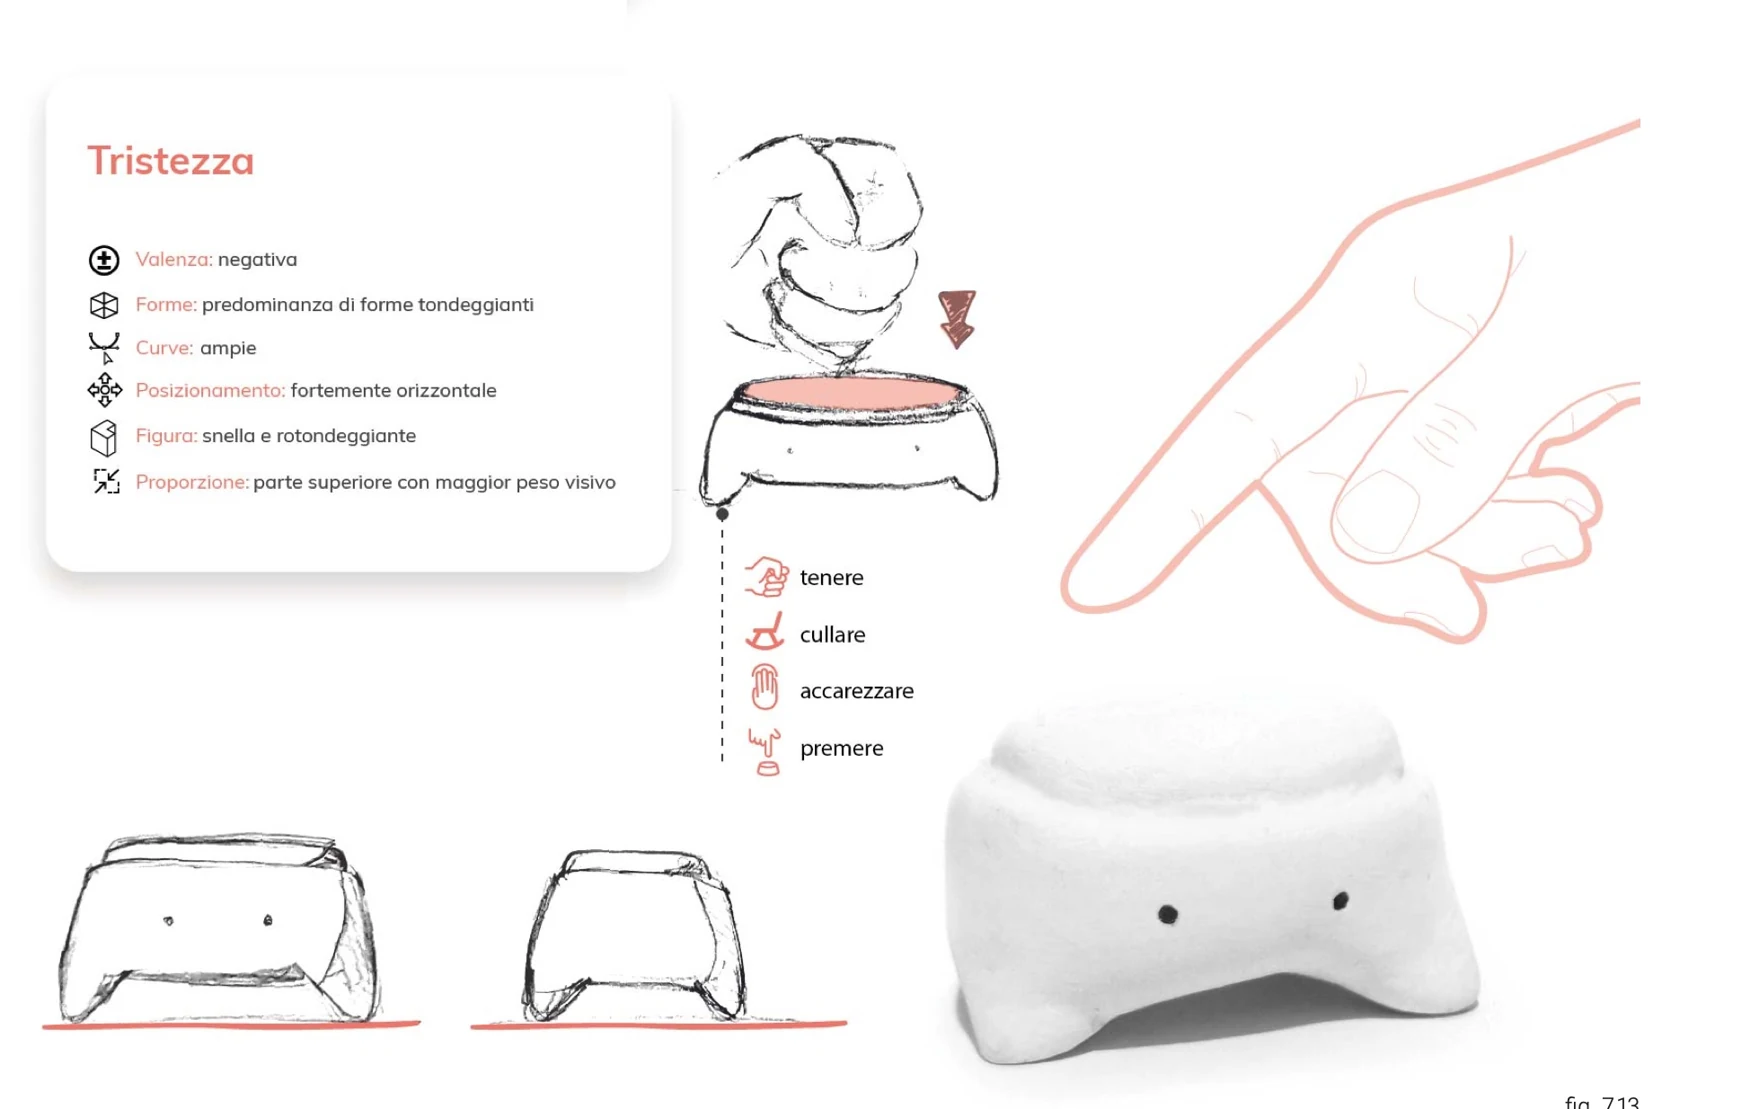 Tristezza
Valenza: negativa
Forme: predominanza di forme tondeggianti
Curve: ampie
Posizionamento: fortemente orizzontale
Figura: snella e rotondeggiante
Proporzione: parte superiore con maggior peso visivo
tenere
cullare
accarezzare
premere
fig. 7.13